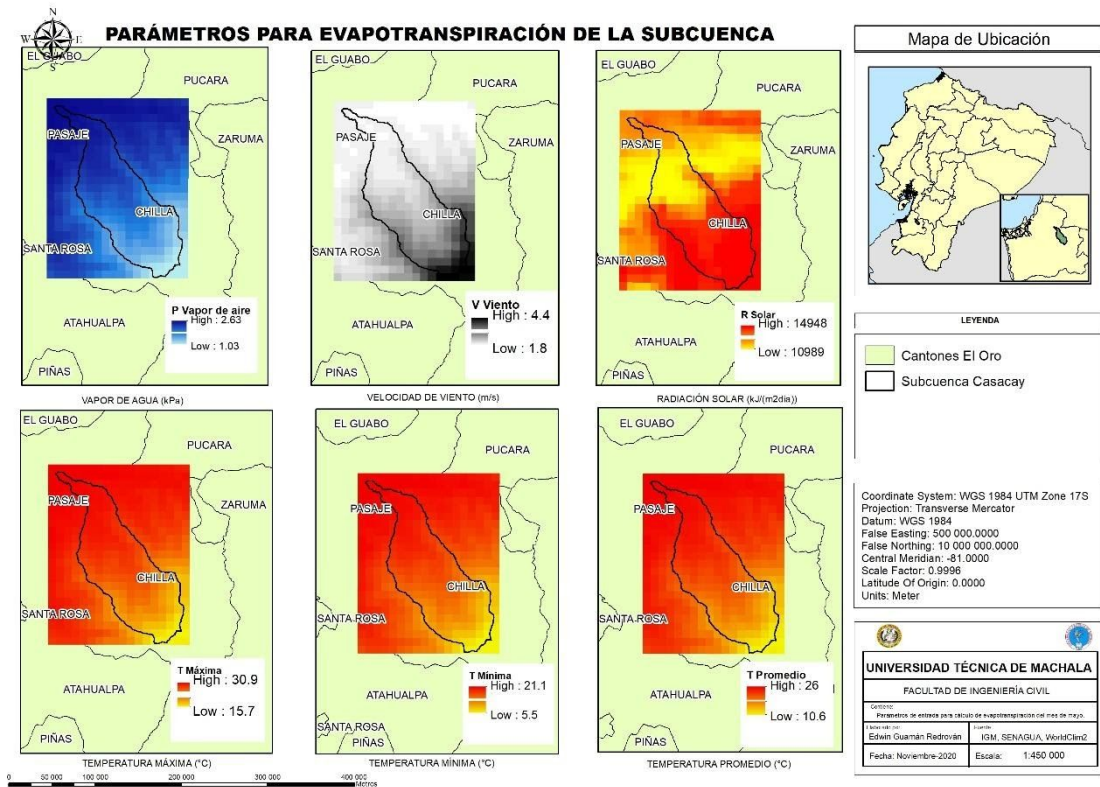 N
W E
S
PARÁMETROS PARA EVAPOTRANSPIRACIÓN DE LA SUBCUENCA
EL GUABO
PUCARA
ZARUMA
PASAJE
CHILLA
SANTA ROSA
ATAHUALPA
PIÑAS
P Vapor de aire
High : 2.63
Low : 1.03
VAPOR DE AGUA (kPa)
EL GUABO
PUCARA
ZARUMA
PASAJE
CHILLA
SANTA ROSA
ATAHUALPA
PIÑAS
V Viento
High : 4.4
Low : 1.8
VELOCIDAD DE VIENTO (m/s)
EL GUABO
PUCARA
ZARUMA
PASAJE
CHILLA
SANTA ROSA
ATAHUALPA
PIÑAS
R Solar
High : 14948
Low : 10989
RADIACIÓN SOLAR (kJ/(m2dia))
EL GUABO
PUCARA
ZARUMA
PASAJE
CHILLA
SANTA ROSA
ATAHUALPA
PIÑAS
T Máxima
High : 30.9
Low : 15.7
TEMPERATURA MÁXIMA (°C)
EL GUABO
PUCARA
PASAJE
CHILLA
SANTA ROSA
ATAHUALPA
SANTA ROSA
PIÑAS
T Mínima
High : 21.1
Low : 5.5
TEMPERATURA MÍNIMA (°C)
EL GUABO
PUCARA
ZARUMA
PASAJE
CHILLA
SANTA ROSA
ATAHUALPA
PIÑAS
T Promedio
High : 26
Low : 10.6
TEMPERATURA PROMEDIO (°C)
0 50 000 100 000 200 000 300 000 400 000
Metros
Mapa de Ubicación
LEYENDA
Cantones El Oro
Subcuenca Casacay
Coordinate System: WGS 1984 UTM Zone 17S
Projection: Transverse Mercator
Datum: WGS 1984
False Easting: 500 000.0000
False Northing: 10 000 000.0000
Central Meridian: -81.0000
Scale Factor: 0.9996
Latitude Of Origin: 0.0000
Units: Meter
UNIVERSIDAD TÉCNICA DE MACHALA
FACULTAD DE INGENIERÍA CIVIL
Contiene:
Parámetros de entrada para cálculo de evapotranspiración del mes de mayo.
Elaborado por:
Edwin Guamán Redrován
Fuente:
IGM, SENAGUA, WorldClim2
Fecha: Noviembre-2020
Escala: 1:450 000